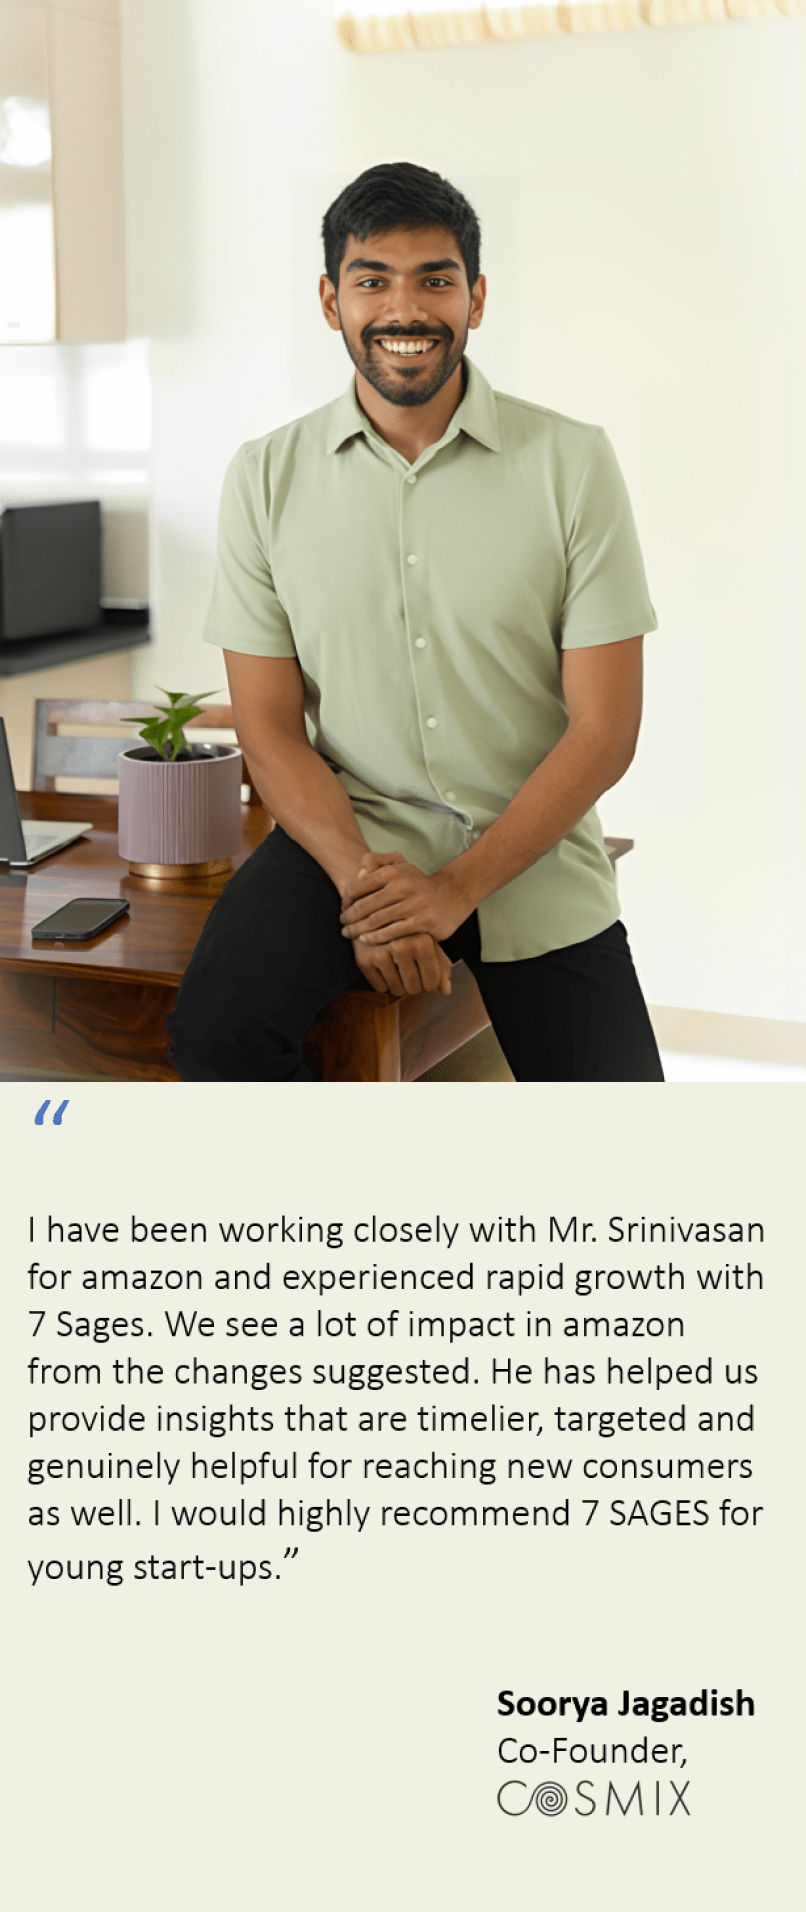 “
I have been working closely with Mr. Srinivasan
for amazon and experienced rapid growth with
7 Sages. We see a lot of impact in amazon
from the changes suggested. He has helped us
provide insights that are timelier, targeted and
genuinely helpful for reaching new consumers
as well. I would highly recommend 7 SAGES for
young start-ups.”
Soorya Jagadish
Co-Founder,
COSMIX